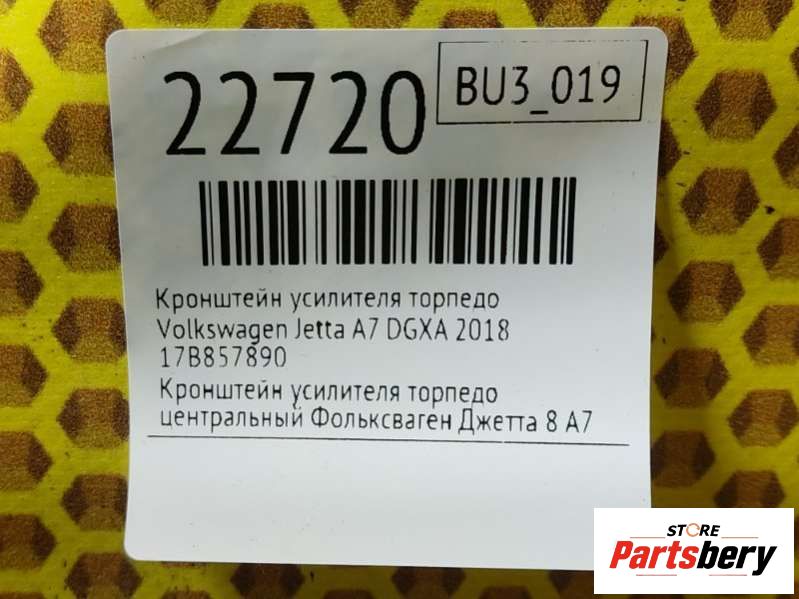 22720
BU3_019
Кронштейн усилителя торпедо
Volkswagen Jetta A7 DGXA 2018
17B857890
Кронштейн усилителя торпедо
центральный Фольксваген Джетта 8 А7
STORE
Partsbery